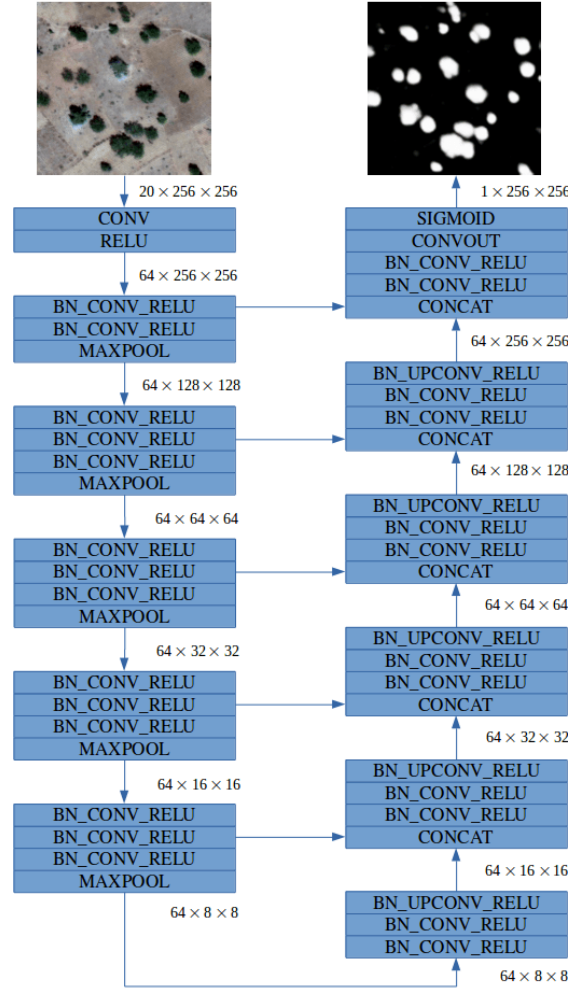 20 × 256 × 256
CONV
RELU
64 × 256 × 256
BN_CONV_RELU
BN_CONV_RELU
MAXPOOL
64 × 128 × 128
BN_CONV_RELU
BN_CONV_RELU
BN_CONV_RELU
MAXPOOL
64 × 64 × 64
BN_CONV_RELU
BN_CONV_RELU
BN_CONV_RELU
MAXPOOL
64 × 32 × 32
BN_CONV_RELU
BN_CONV_RELU
BN_CONV_RELU
MAXPOOL
64 × 16 × 16
BN_CONV_RELU
BN_CONV_RELU
BN_CONV_RELU
MAXPOOL
64 × 8 × 8
1 × 256 × 256
SIGMOID
CONVOUT
BN_CONV_RELU
BN_CONV_RELU
CONCAT
64 × 256 × 256
BN_UPCONV_RELU
BN_CONV_RELU
BN_CONV_RELU
CONCAT
64 × 128 × 128
BN_UPCONV_RELU
BN_CONV_RELU
BN_CONV_RELU
CONCAT
64 × 64 × 64
BN_UPCONV_RELU
BN_CONV_RELU
BN_CONV_RELU
CONCAT
64 × 32 × 32
BN_UPCONV_RELU
BN_CONV_RELU
BN_CONV_RELU
CONCAT
64 × 16 × 16
BN_UPCONV_RELU
BN_CONV_RELU
BN_CONV_RELU
64 × 8 × 8